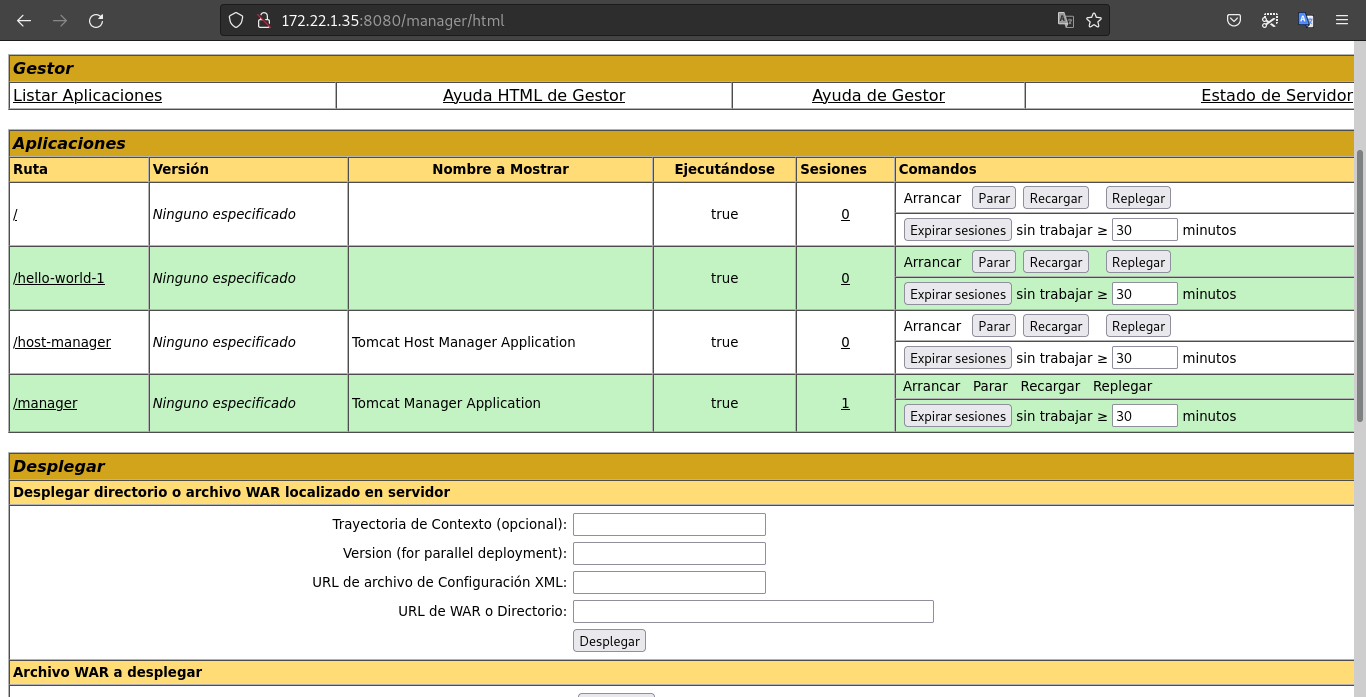 172.22.1.35:8080/manager/html
Gestor
Listar Aplicaciones Ayuda HTML de Gestor Ayuda de Gestor Estado de Servidor
Aplicaciones
Ruta Versión Nombre a Mostrar Ejecutándose Sesiones Comandos
/ Ninguno especificado true 0 Arrancar Parar Recargar Replegar
Expirar sesiones sin trabajar ≥ 30 minutos
/hello-world-1 Ninguno especificado true 0 Arrancar Parar Recargar Replegar
Expirar sesiones sin trabajar ≥ 30 minutos
/host-manager Ninguno especificado Tomcat Host Manager Application true 0 Arrancar Parar Recargar Replegar
Expirar sesiones sin trabajar ≥ 30 minutos
/manager Ninguno especificado Tomcat Manager Application true 1 Arrancar Parar Recargar Replegar
Expirar sesiones sin trabajar ≥ 30 minutos
Desplegar
Desplegar directorio o archivo WAR localizado en servidor
Trayectoria de Contexto (opcional):
Version (for parallel deployment):
URL de archivo de Configuración XML:
URL de WAR o Directorio:
Desplegar
Archivo WAR a desplegar